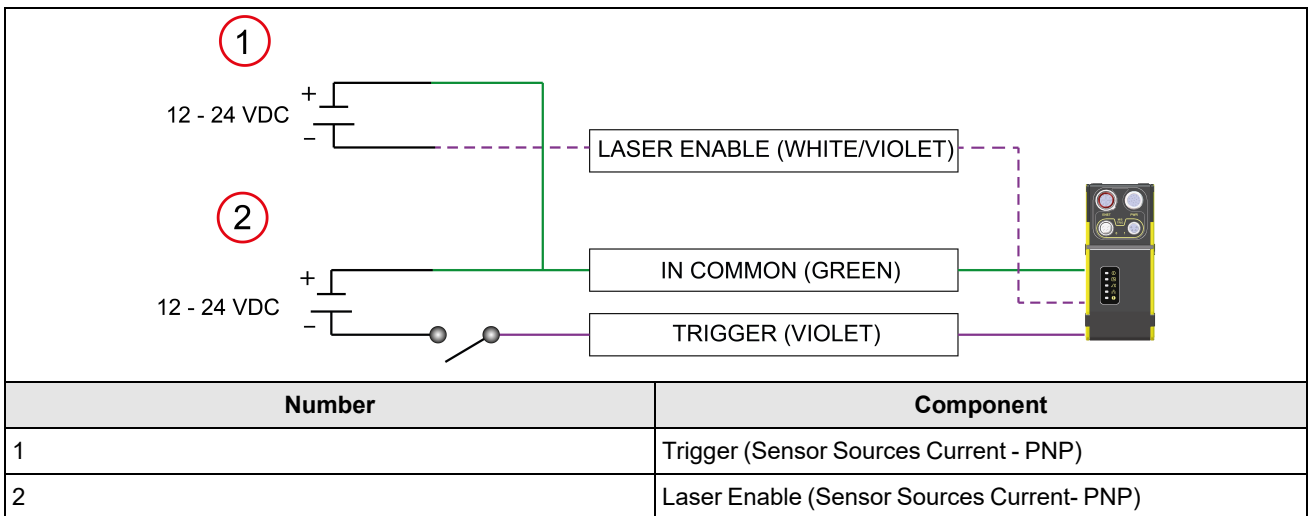 1
+
12 - 24 VDC
−
LASER ENABLE (WHITE/VIOLET)
2
+
IN COMMON (GREEN)
12 - 24 VDC
−
TRIGGER (VIOLET)
Number Component
1 Trigger (Sensor Sources Current - PNP)
2 Laser Enable (Sensor Sources Current- PNP)